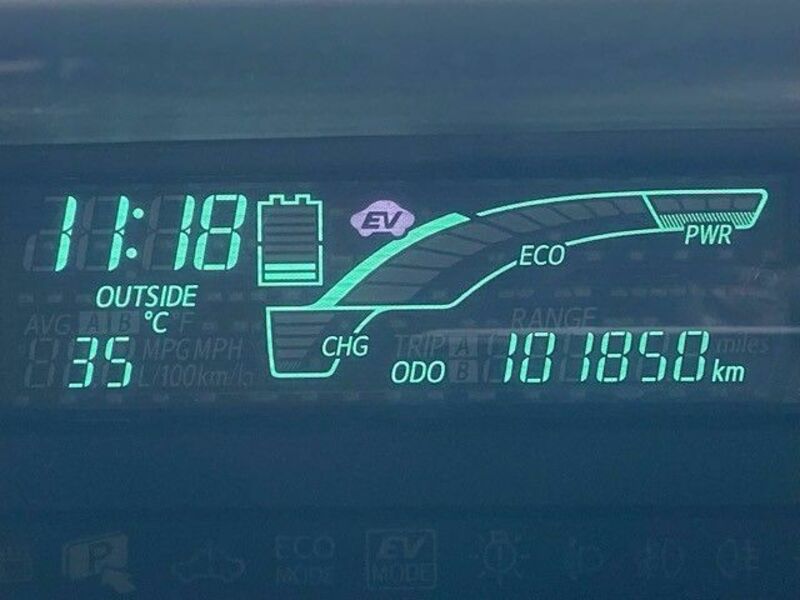 11:18
EV
PWR
ECO
OUTSIDE
°C
AVG A B °F
RANGE
CHG
35
MPG MPH
L/100km/h
TRIP A B
ODO
101850 km
miles
P
ECO MODE
EV MODE